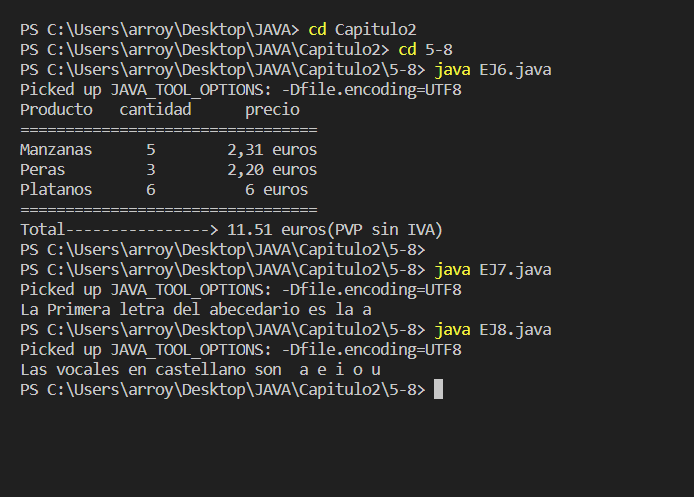 PS C:\Users\arroy\Desktop\JAVA> cd Capitulo2
PS C:\Users\arroy\Desktop\JAVA\Capitulo2> cd 5-8
PS C:\Users\arroy\Desktop\JAVA\Capitulo2\5-8> java EJ6.java
Picked up JAVA_TOOL_OPTIONS: -Dfile.encoding=UTF8
Producto   cantidad      precio
=================================
Manzanas      5        2,31 euros
Peras         3        2,20 euros
Platanos      6          6 euros
=================================
Total----------------> 11.51 euros(PVP sin IVA)
PS C:\Users\arroy\Desktop\JAVA\Capitulo2\5-8>
PS C:\Users\arroy\Desktop\JAVA\Capitulo2\5-8> java EJ7.java
Picked up JAVA_TOOL_OPTIONS: -Dfile.encoding=UTF8
La Primera letra del abecedario es la a
PS C:\Users\arroy\Desktop\JAVA\Capitulo2\5-8> java EJ8.java
Picked up JAVA_TOOL_OPTIONS: -Dfile.encoding=UTF8
Las vocales en castellano son  a e i o u
PS C:\Users\arroy\Desktop\JAVA\Capitulo2\5-8>